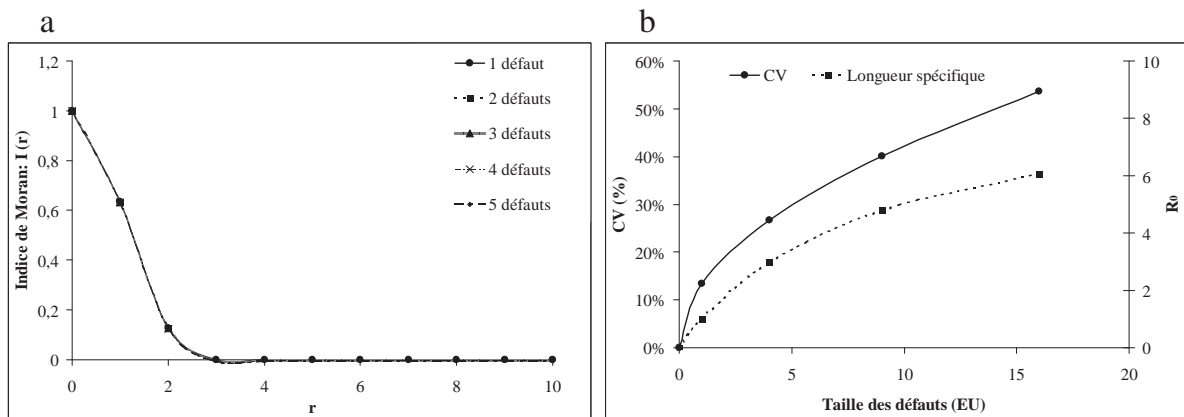 a
1,2
1
0,8
0,6
0,4
0,2
0
0 2 4 6 8 10
Indice de Moran: I (r)
r
1 défaut
2 défauts
3 défauts
4 défauts
5 défauts
b
60%
50%
40%
30%
20%
10%
0%
CV (%)
CV
Longueur spécifique
10
8
6
4
2
0
R0
0 5 10 15 20
Taille des défauts (EU)